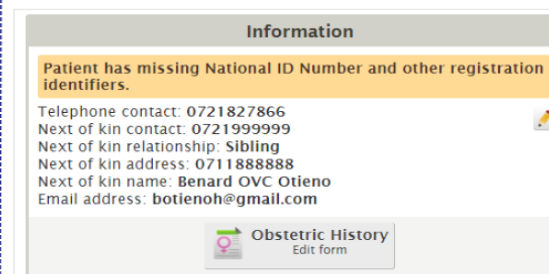 Information
Patient has missing National ID Number and other registration
identifiers.
Telephone contact: 0721827866
Next of kin contact: 0721999999
Next of kin relationship: Sibling
Next of kin address: 0711888888
Next of kin name: Benard OVC Otieno
Email address: botienoh@gmail.com
Obstetric History
Edit form